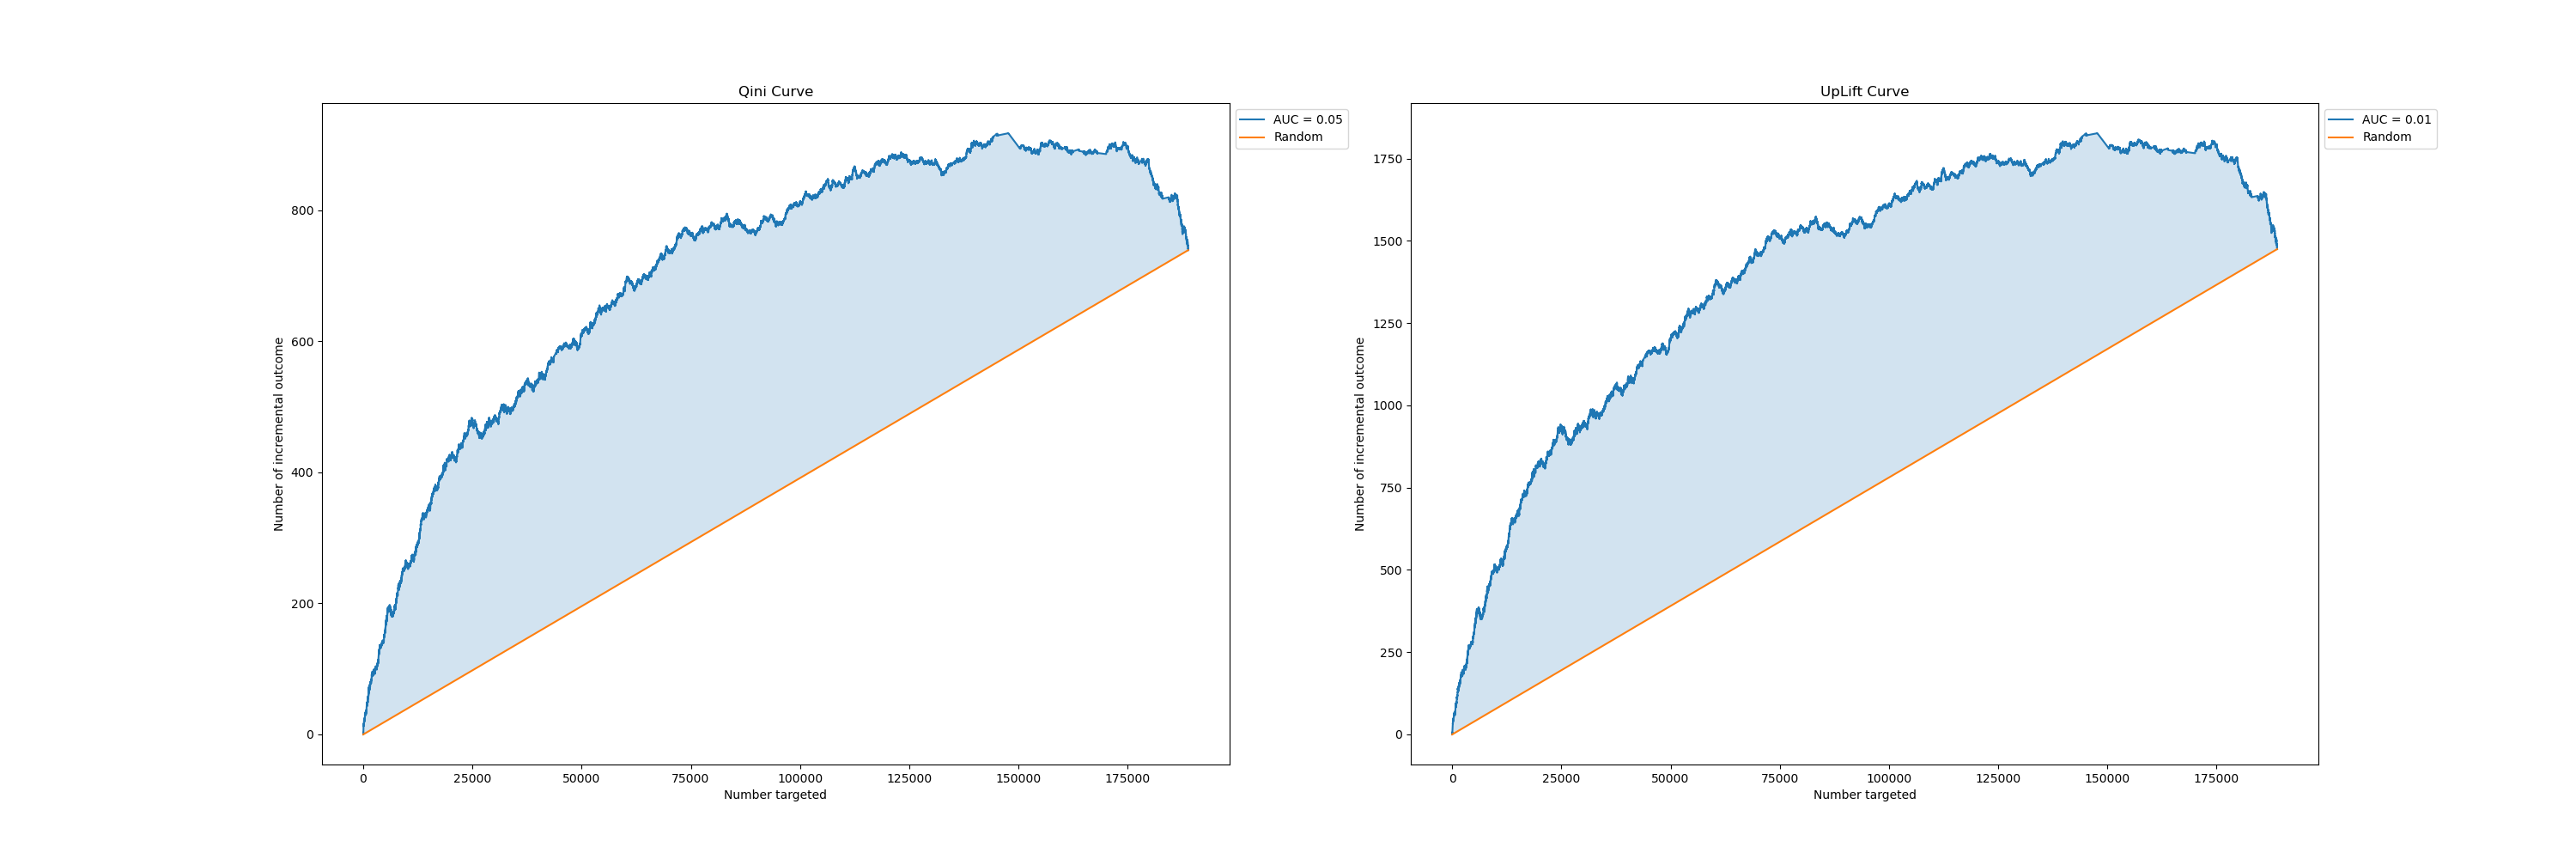 Qini Curve
AUC = 0.05
Random
800
600
400
200
0
Number of incremental outcome
0 25000 50000 75000 100000 125000 150000 175000
Number targeted
UpLift Curve
AUC = 0.01
Random
1750
1500
1250
1000
750
500
250
0
Number of incremental outcome
0 25000 50000 75000 100000 125000 150000 175000
Number targeted